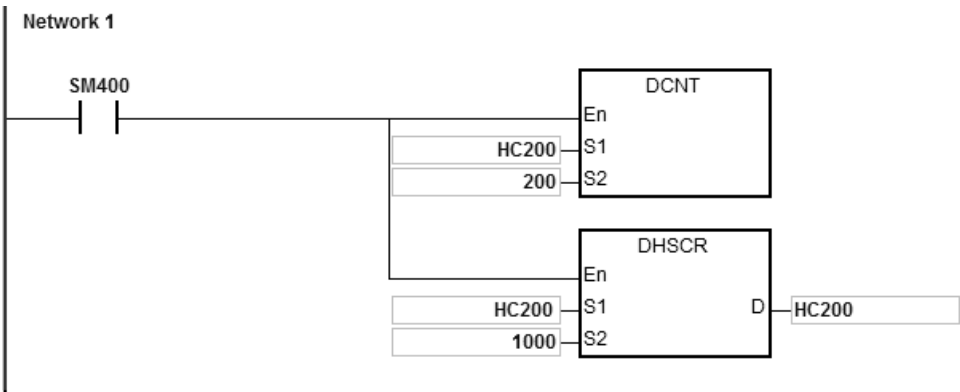 Network 1
SM400
DCNT
En
HC200 S1
200 S2
DHSCR
En
HC200 S1 D HC200
1000 S2